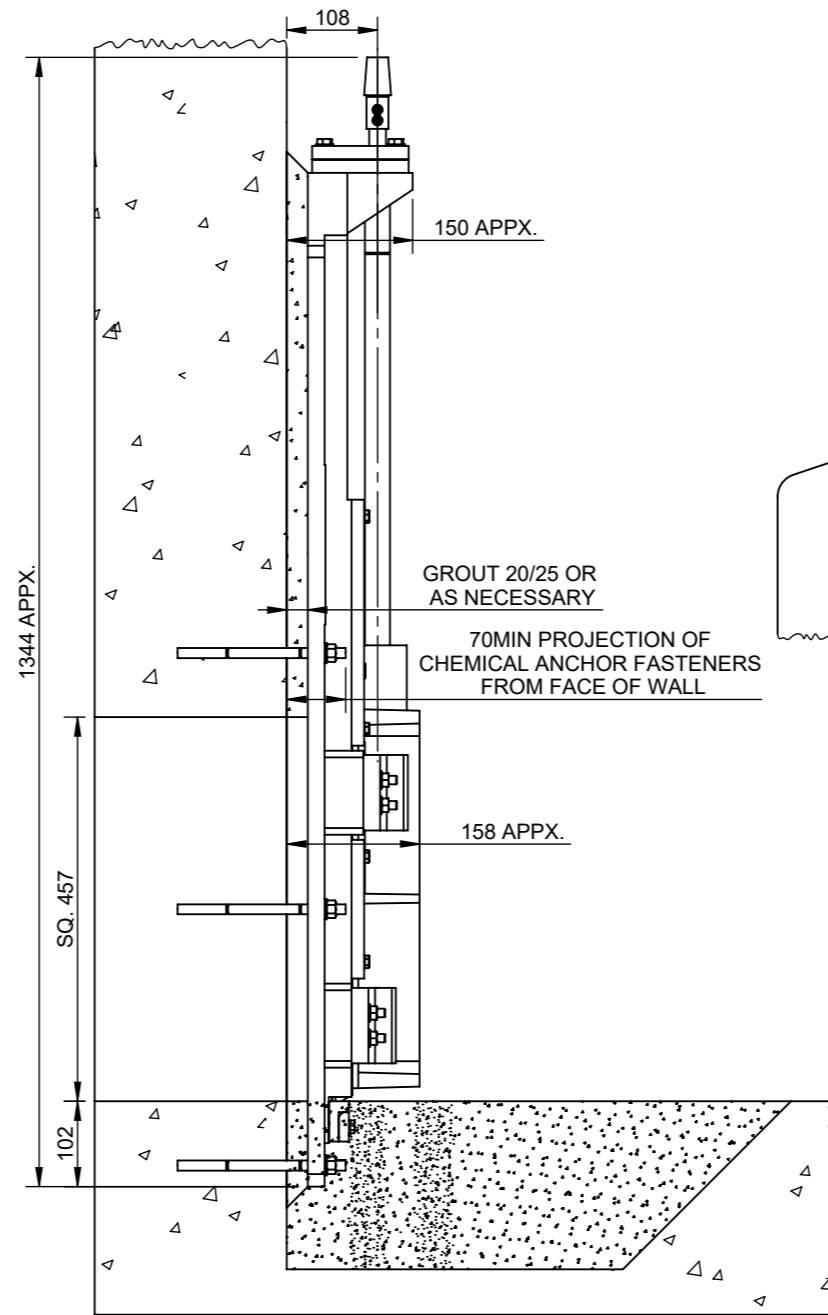 108
150 APPX.
1344 APPX.
GROUT 20/25 OR
AS NECESSARY
70MIN PROJECTION OF
CHEMICAL ANCHOR FASTENERS
FROM FACE OF WALL
158 APPX.
SQ. 457
102